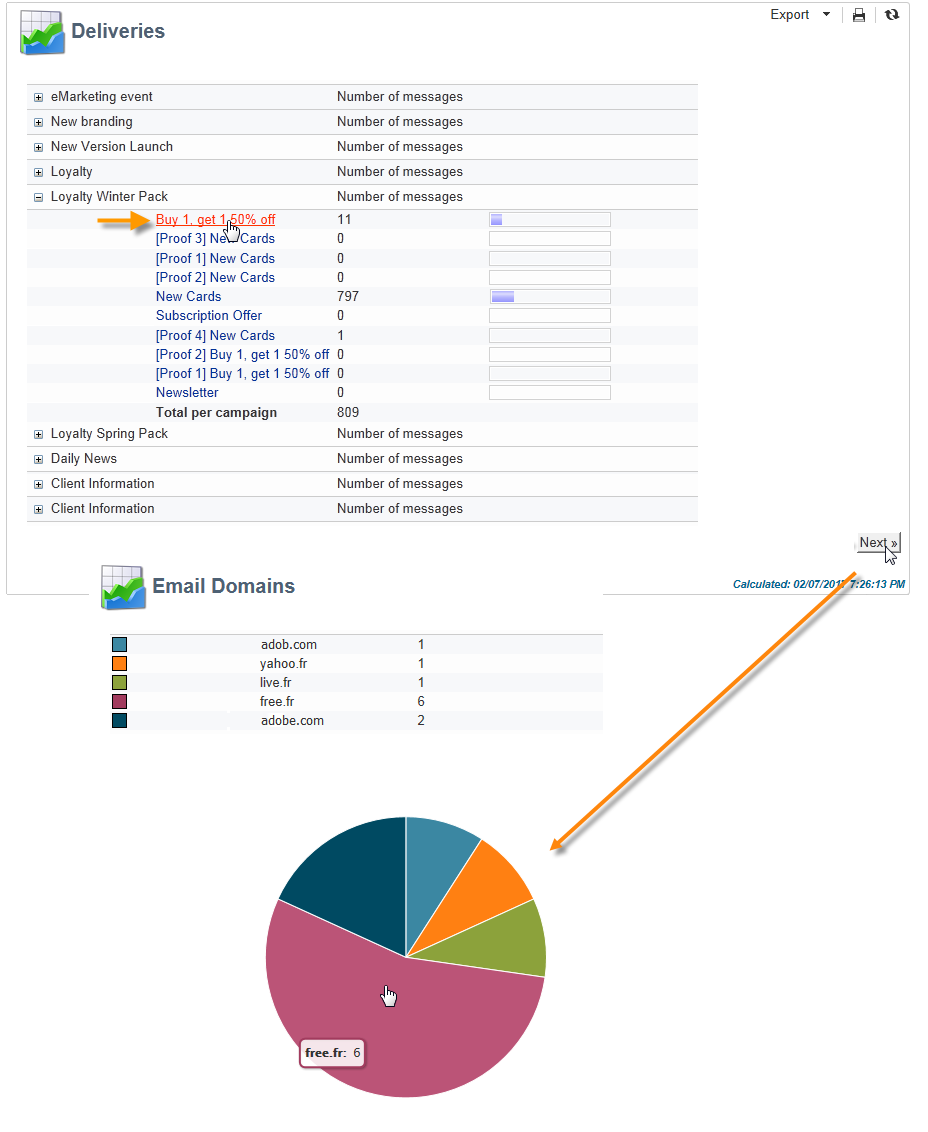 Export
Deliveries
eMarketing event Number of messages
New branding Number of messages
New Version Launch Number of messages
Loyalty Number of messages
Loyalty Winter Pack Number of messages
Buy 1, get 1 50% off 11
[Proof 3] New Cards 0
[Proof 1] New Cards 0
[Proof 2] New Cards 0
New Cards 797
Subscription Offer 0
[Proof 4] New Cards 1
[Proof 2] Buy 1, get 1 50% off 0
[Proof 1] Buy 1, get 1 50% off 0
Newsletter 0
Total per campaign 809
Loyalty Spring Pack Number of messages
Daily News Number of messages
Client Information Number of messages
Client Information Number of messages
Next »
Calculated: 7:26:13 PM
Email Domains
adob.com 1
yahoo.fr 1
live.fr 1
free.fr 6
adobe.com 2
free.fr: 6